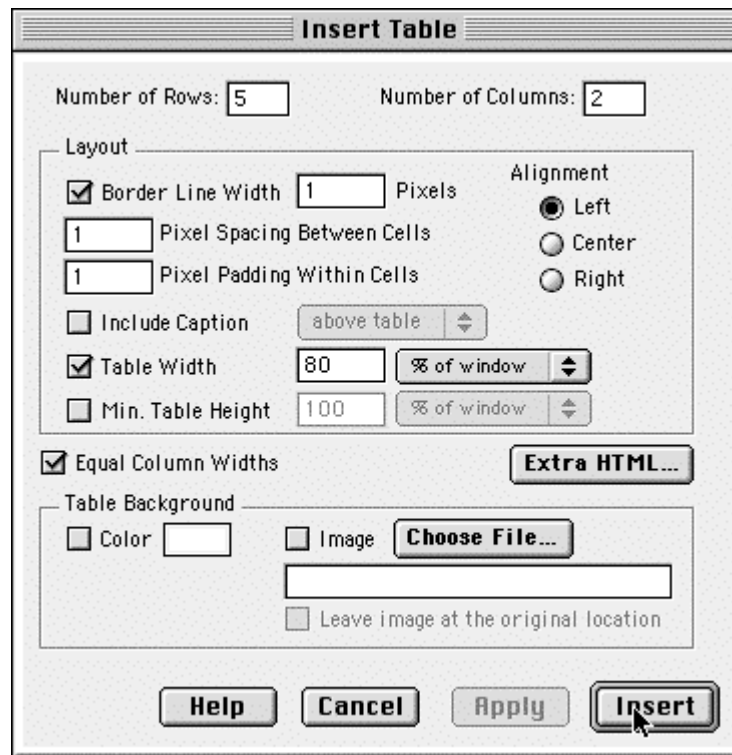 Insert Table
Number of Rows: 5 Number of Columns: 2
Layout
Alignment
Border Line Width 1 Pixels
Left
1 Pixel Spacing Between Cells
Center
1 Pixel Padding Within Cells
Right
Include Caption above table
Table Width 80 % of window
Min. Table Height 100 % of window
Equal Column Widths Extra HTML...
Table Background
Color Image Choose File...
Leave image at the original location
Help Cancel Apply Insert